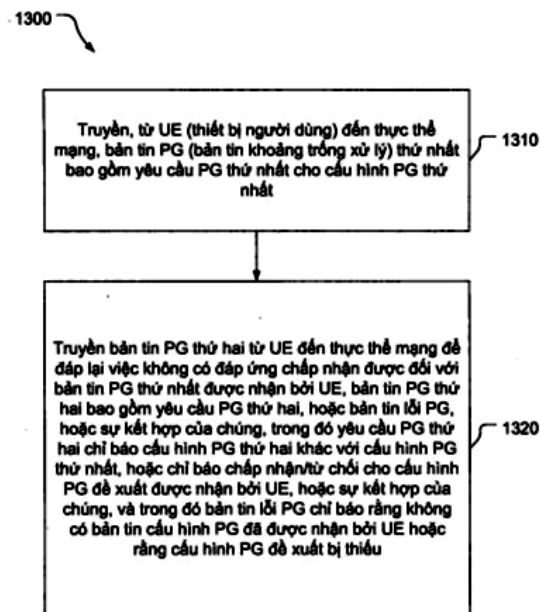 1300
Truyền, từ UE (thiết bị người dùng) đến thực thể
mạng, bản tin PG (bản tin khoảng trống xử lý) thứ nhất
bao gồm yêu cầu PG thứ nhất cho cấu hình PG thứ
nhất
1310
Truyền bản tin PG thứ hai từ UE đến thực thể mạng để
đáp lại việc không có đáp ứng chấp nhận được đối với
bản tin PG thứ nhất được nhận bởi UE, bản tin PG thứ
hai bao gồm yêu cầu PG thứ hai, hoặc bản tin lỗi PG,
hoặc sự kết hợp của chúng, trong đó yêu cầu PG thứ
hai chỉ báo cấu hình PG thứ hai khác với cấu hình PG
thứ nhất, hoặc chỉ báo chấp nhận/từ chối cho cấu hình
PG đề xuất được nhận bởi UE, hoặc sự kết hợp của
chúng, và trong đó bản tin lỗi PG chỉ báo rằng không
có bản tin cấu hình PG đã được nhận bởi UE hoặc
rằng cấu hình PG đề xuất bị thiếu
1320